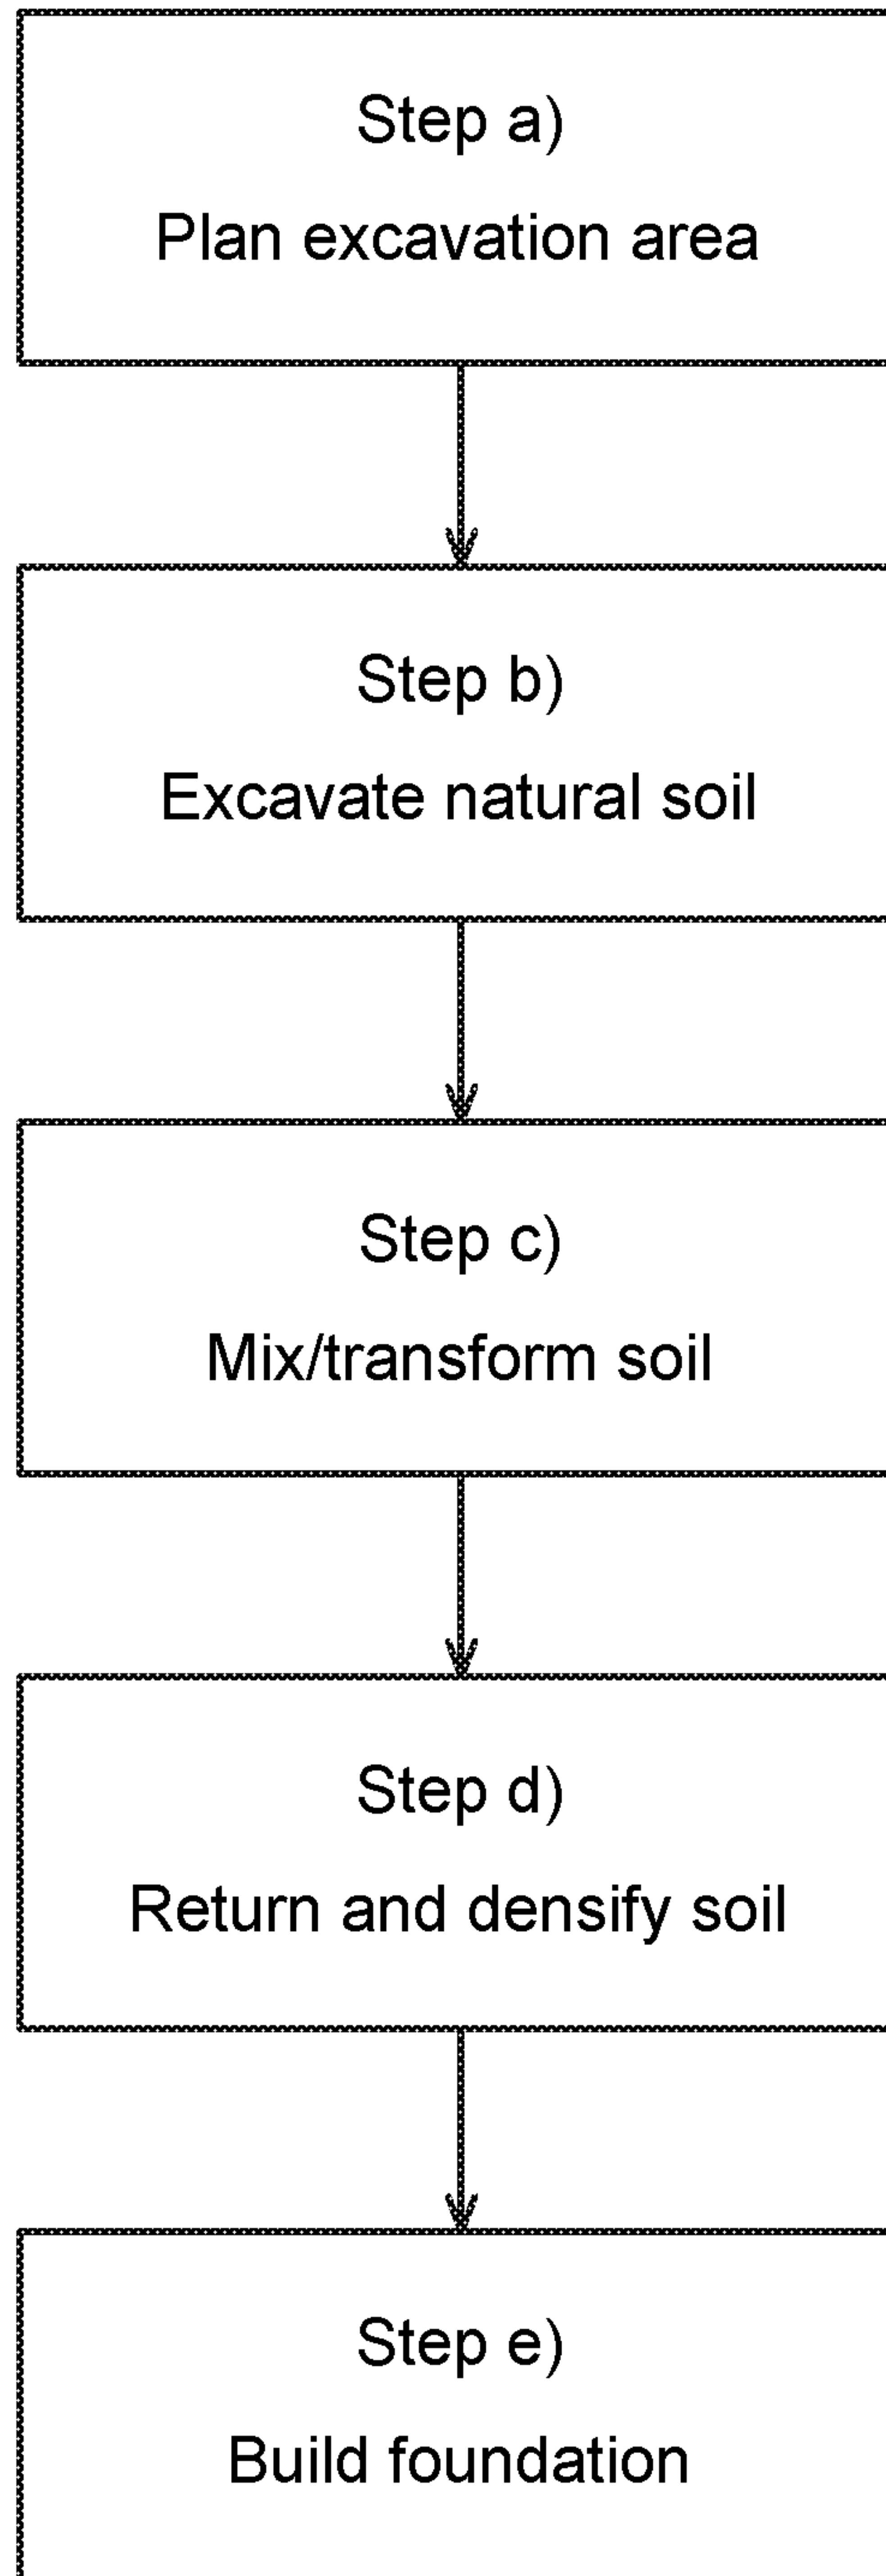 Step a)
Plan excavation area
Step b)
Excavate natural soil
Step c)
Mix/transform soil
Step d)
Return and densify soil
Step e)
Build foundation